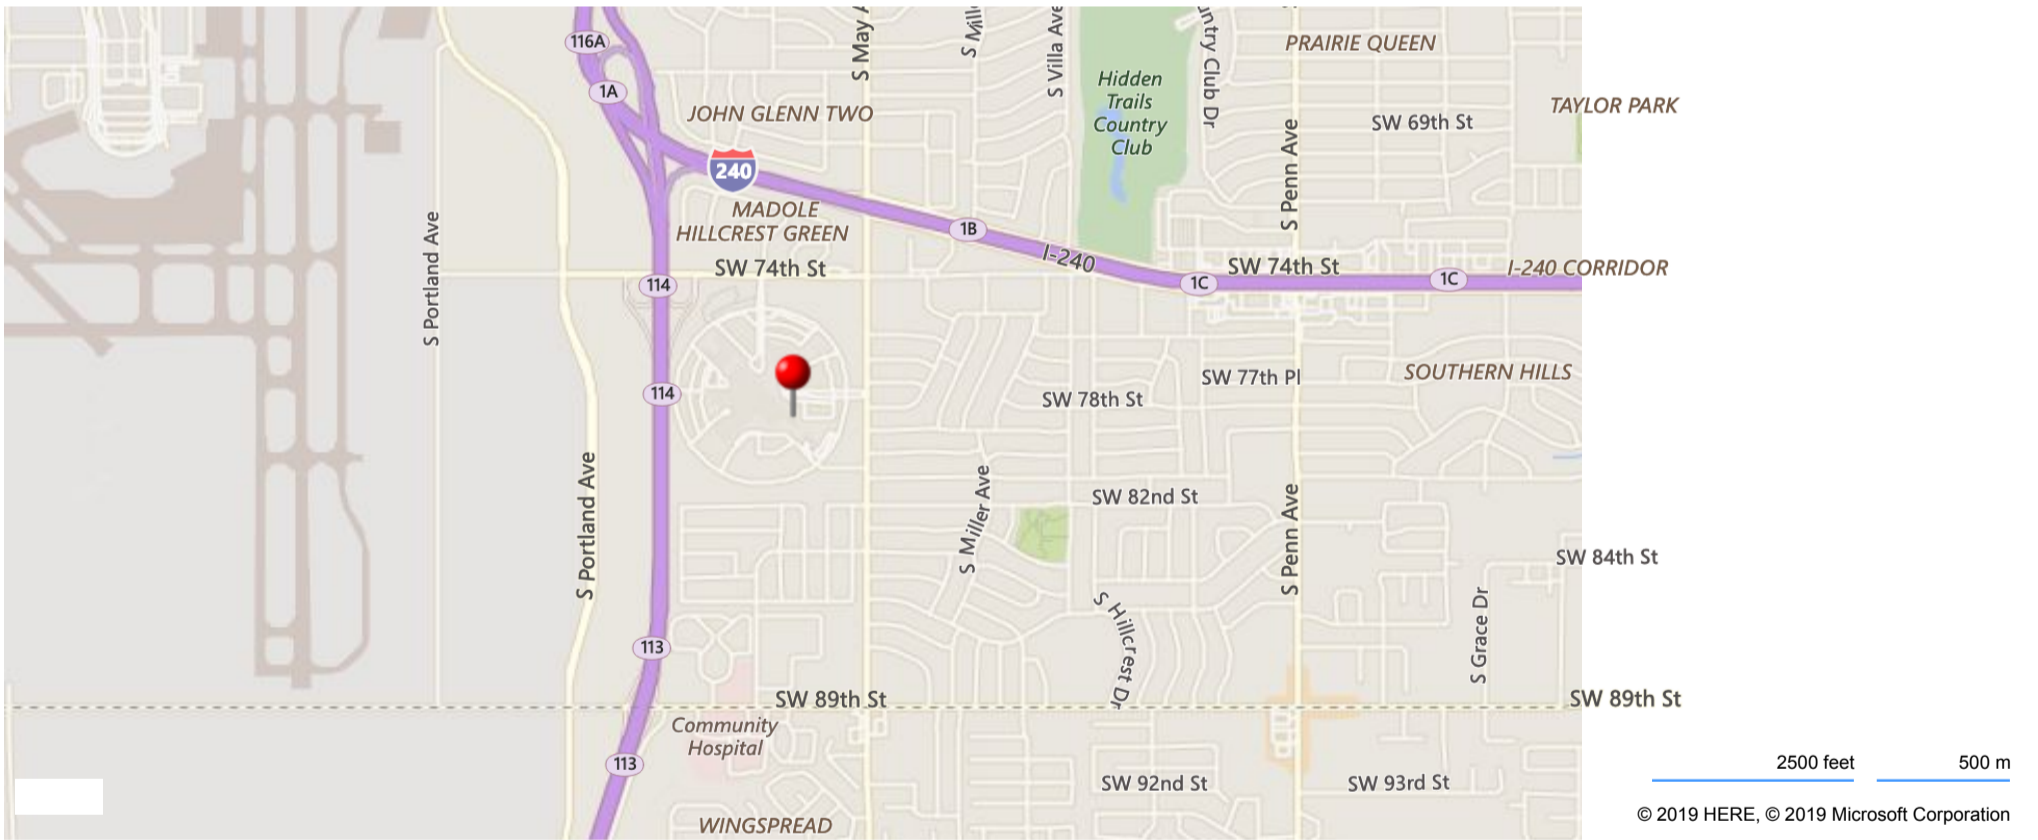 116A
S May A
S Mill
S Villa Ave
untry Club Dr
PRAIRIE QUEEN
1A
JOHN GLENN TWO
Hidden
Trails
Country
Club
SW 69th St
TAYLOR PARK
240
S Penn Ave
MADOLE
HILLCREST GREEN
1B
I-240
S Portland Ave
SW 74th St
SW 74th St
I-240 CORRIDOR
114
1C
1C
114
SW 77th Pl
SOUTHERN HILLS
SW 78th St
S Portland Ave
S Miller Ave
SW 82nd St
S Penn Ave
SW 84th St
S Hillcrest Dr
S Grace Dr
113
SW 89th St
SW 89th St
Community
Hospital
113
SW 92nd St
SW 93rd St
2500 feet
500 m
WINGSPREAD
© 2019 HERE, © 2019 Microsoft Corporation